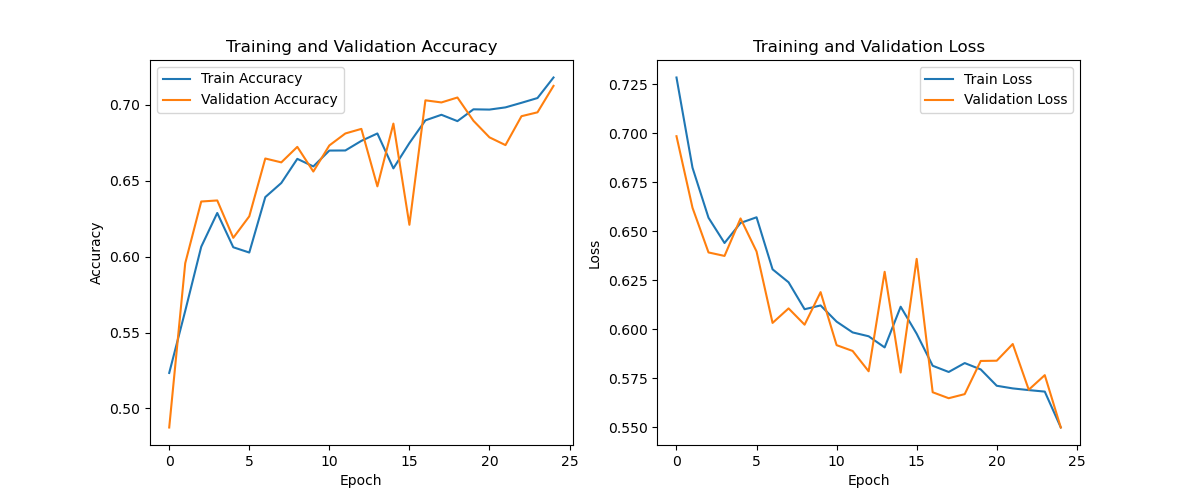 Training and Validation Accuracy
Train Accuracy
Validation Accuracy
0.70
0.65
0.60
0.55
0.50
Accuracy
0 5 10 15 20 25
Epoch
Training and Validation Loss
Train Loss
Validation Loss
0.725
0.700
0.675
0.650
0.625
0.600
0.575
0.550
Loss
0 5 10 15 20 25
Epoch